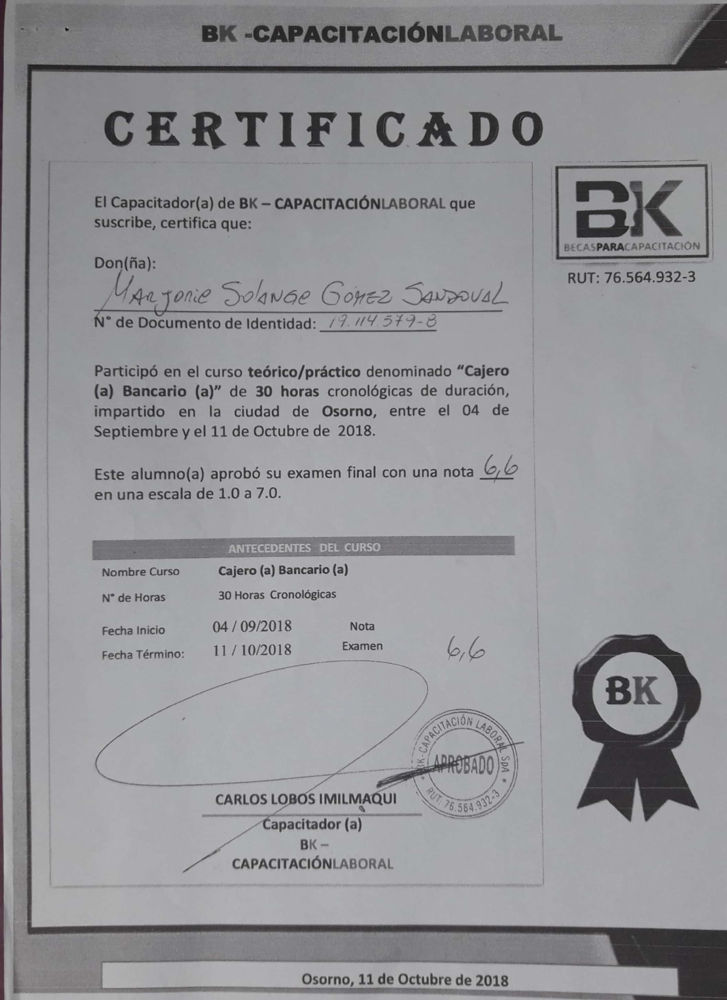 BK -CAPACITACIÓNLABORAL
CERTIFICADO
BK
BECASPARACAPACITACIÓN
RUT: 76.564.932-3
El Capacitador(a) de BK – CAPACITACIÓNLABORAL que
suscribe, certifica que:
Don(ña):
Marjorie Solange Gómez Sandoval
N° de Documento de Identidad: 19.114.579-8
Participó en el curso teórico/práctico denominado “Cajero
(a) Bancario (a)” de 30 horas cronológicas de duración,
impartido en la ciudad de Osorno, entre el 04 de
Septiembre y el 11 de Octubre de 2018.
Este alumno(a) aprobó su examen final con una nota 6,6
en una escala de 1.0 a 7.0.
ANTECEDENTES DEL CURSO
Nombre Curso Cajero (a) Bancario (a)
N° de Horas 30 Horas Cronológicas
Fecha Inicio 04 / 09/2018 Nota
Fecha Término: 11 / 10/2018 Examen 6,6
BK
BK-CAPACITACIÓN LABORAL SpA
APROBADO
RUT: 76.564.932-3
CARLOS LOBOS IMILMAQUI
Capacitador (a)
BK –
CAPACITACIÓNLABORAL
Osorno, 11 de Octubre de 2018